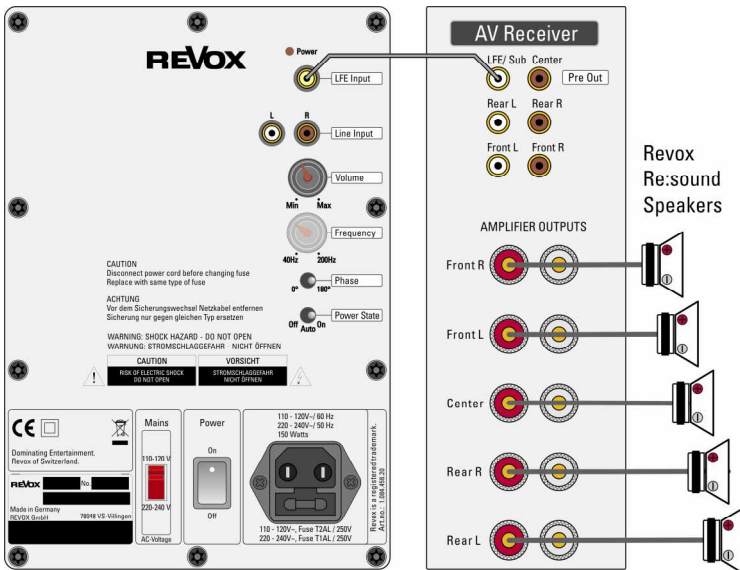 REVOX
Power
LFE Input
L
R
Line Input
Volume
Min
Max
Frequency
40Hz
200Hz
Phase
0°
180°
Power State
Off
Auto
On
CAUTION
Disconnect power cord before changing fuse
Replace with same type of fuse
ACHTUNG
Vor dem Sicherungswechsel Netzkabel entfernen
Sicherung nur gegen gleichen Typ ersetzen
WARNING: SHOCK HAZARD - DO NOT OPEN
WARNUNG: STROMSCHLAGGEFAHR - NICHT ÖFFNEN
CAUTION
RISK OF ELECTRIC SHOCK
DO NOT OPEN
VORSICHT
STROMSCHLAGGEFAHR
NICHT ÖFFNEN
CE
Dominating Entertainment.
Revox of Switzerland.
REVOX
No.
Made in Germany
REVOX GmbH
78048 VS-Villingen
Mains
110-120 V
220-240 V
AC-Voltage
Power
On
Off
110 - 120V~/ 60 Hz
220 - 240V~/ 50 Hz
150 Watts
110 - 120V~, Fuse T2AL / 250V
220 - 240V~, Fuse T1AL / 250V
Revox is a registered trademark.
Art.no.: 1.084.458.20
AV Receiver
LFE/ Sub
Center
Pre Out
Rear L
Rear R
Front L
Front R
AMPLIFIER OUTPUTS
Front R
Front L
Center
Rear R
Rear L
Revox
Re:sound
Speakers